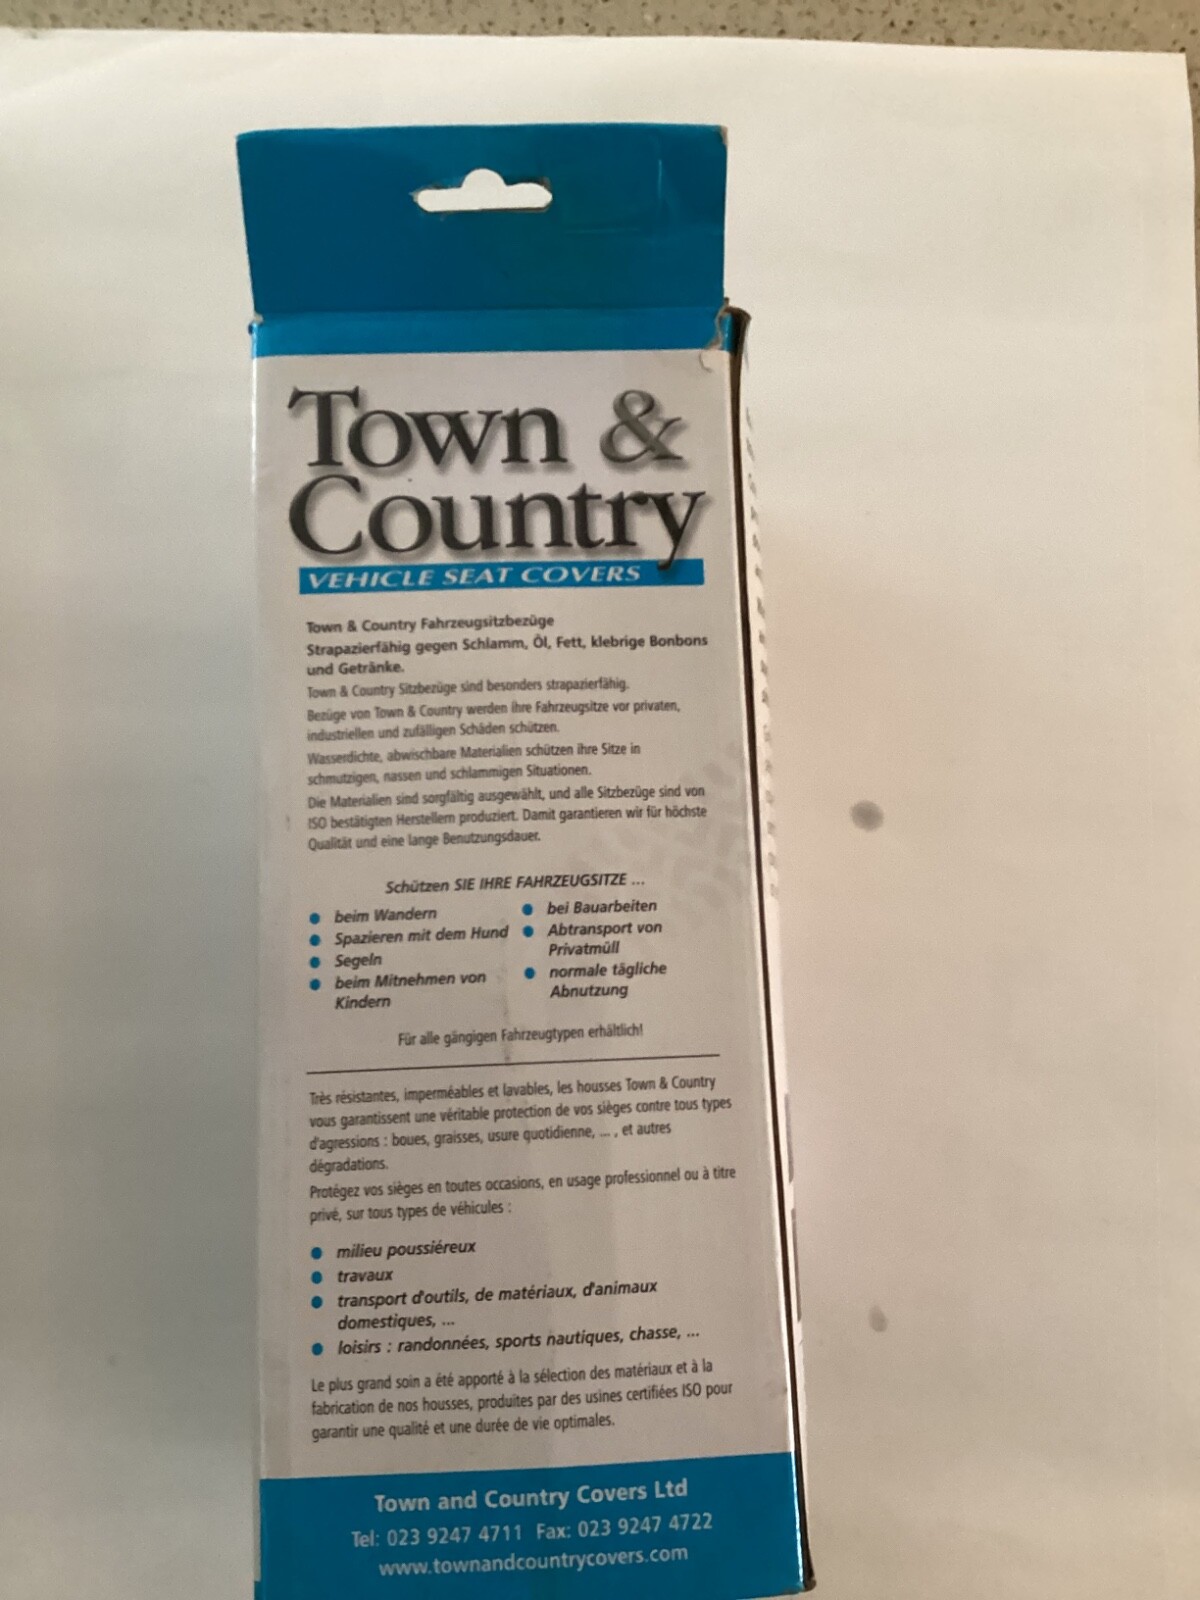 Town &
Country
VEHICLE SEAT COVERS
Town & Country Fahrzeugsitzbezüge
Strapazierfähig gegen Schlamm, Öl, Fett, klebrige Bonbons
und Getränke.
Town & Country Sitzbezüge sind besonders strapazierfähig.
Bezüge von Town & Country werden ihre Fahrzeugsitze vor privaten,
industriellen und zufälligen Schäden schützen.
Wasserdichte, abwischbare Materialien schützen ihre Sitze in
schmutzigen, nassen und schlammigen Situationen.
Die Materialien sind sorgfältig ausgewählt, und alle Sitzbezüge sind von
ISO bestätigten Herstellern produziert. Damit garantieren wir für höchste
Qualität und eine lange Benutzungsdauer.
Schützen SIE IHRE FAHRZEUGSITZE ...
beim Wandern
Spazieren mit dem Hund
Segeln
beim Mitnehmen von
Kindern
bei Bauarbeiten
Abtransport von
Privatmüll
normale tägliche
Abnutzung
Für alle gängigen Fahrzeugtypen erhältlich!
Très résistantes, imperméables et lavables, les housses Town & Country
vous garantissent une véritable protection de vos sièges contre tous types
d'agressions : boues, graisses, usure quotidienne, ... , et autres
dégradations.
Protégez vos sièges en toutes occasions, en usage professionnel ou à titre
privé, sur tous types de véhicules :
milieu poussiéreux
travaux
transport d'outils, de matériaux, d'animaux
domestiques, ...
loisirs : randonnées, sports nautiques, chasse, ...
Le plus grand soin a été apporté à la sélection des matériaux et à la
fabrication de nos housses, produites par des usines certifiées ISO pour
garantir une qualité et une durée de vie optimales.
Town and Country Covers Ltd
Tel: 023 9247 4711 Fax: 023 9247 4722
www.townandcountrycovers.com